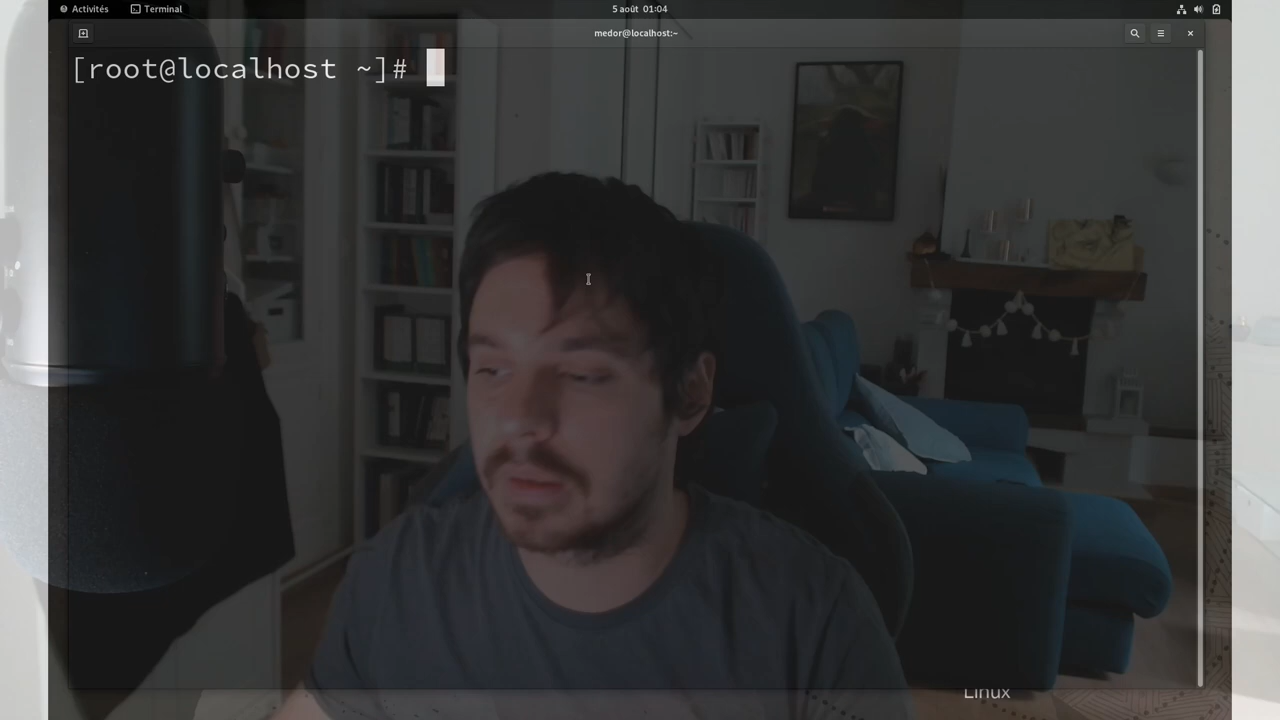 Activités
Terminal
5 août 01:04
medor@localhost:~
[root@localhost ~]#
Linux